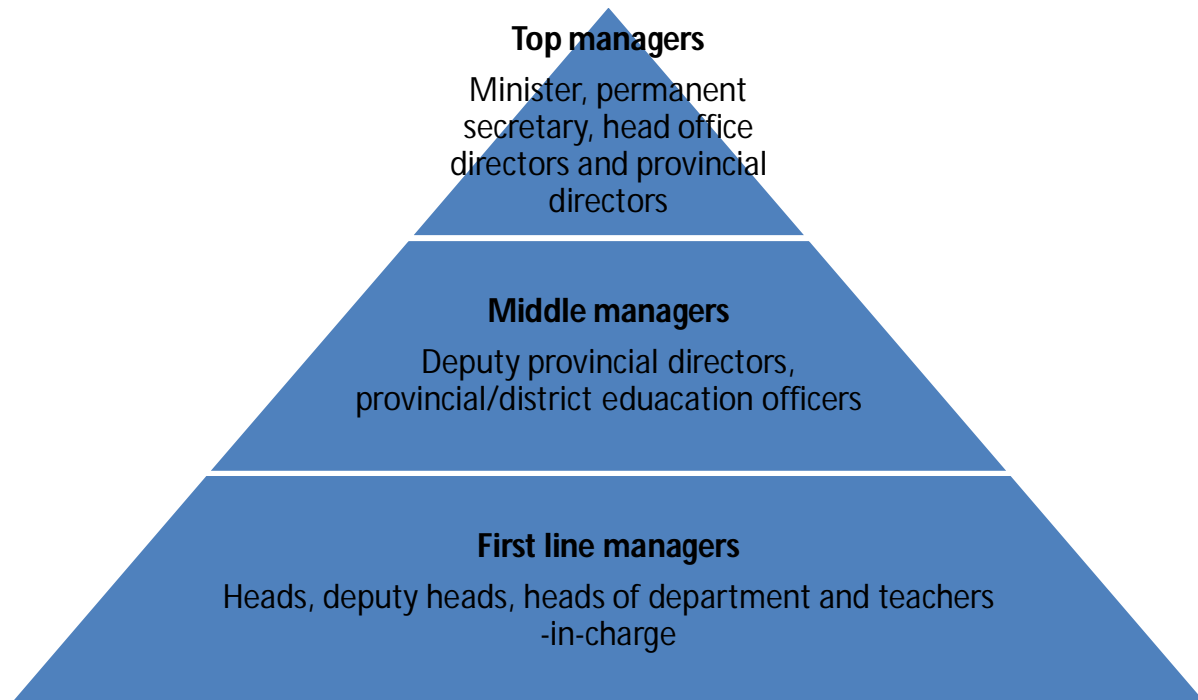 Top managers
Minister, permanent
secretary, head office
directors and provincial
directors
Middle managers
Deputy provincial directors,
provincial/district eduacation officers
First line managers
Heads, deputy heads, heads of department and teachers
-in-charge